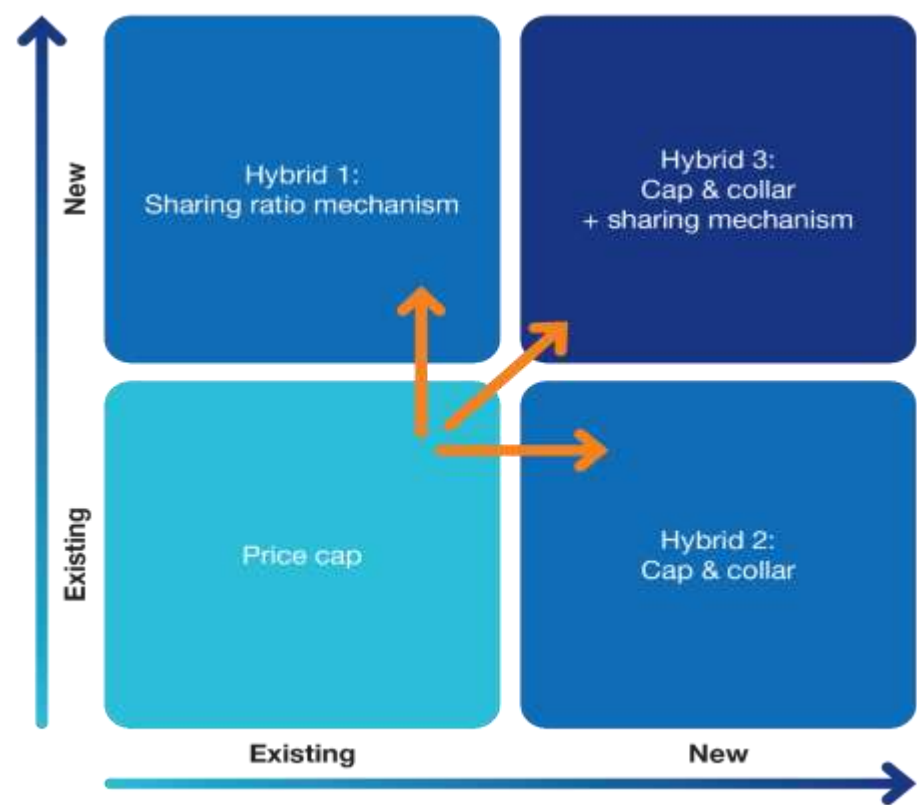 New
Hybrid 1:
Sharing ratio mechanism
Hybrid 3:
Cap & collar
+ sharing mechanism
Existing
Price cap
Hybrid 2:
Cap & collar
Existing
New